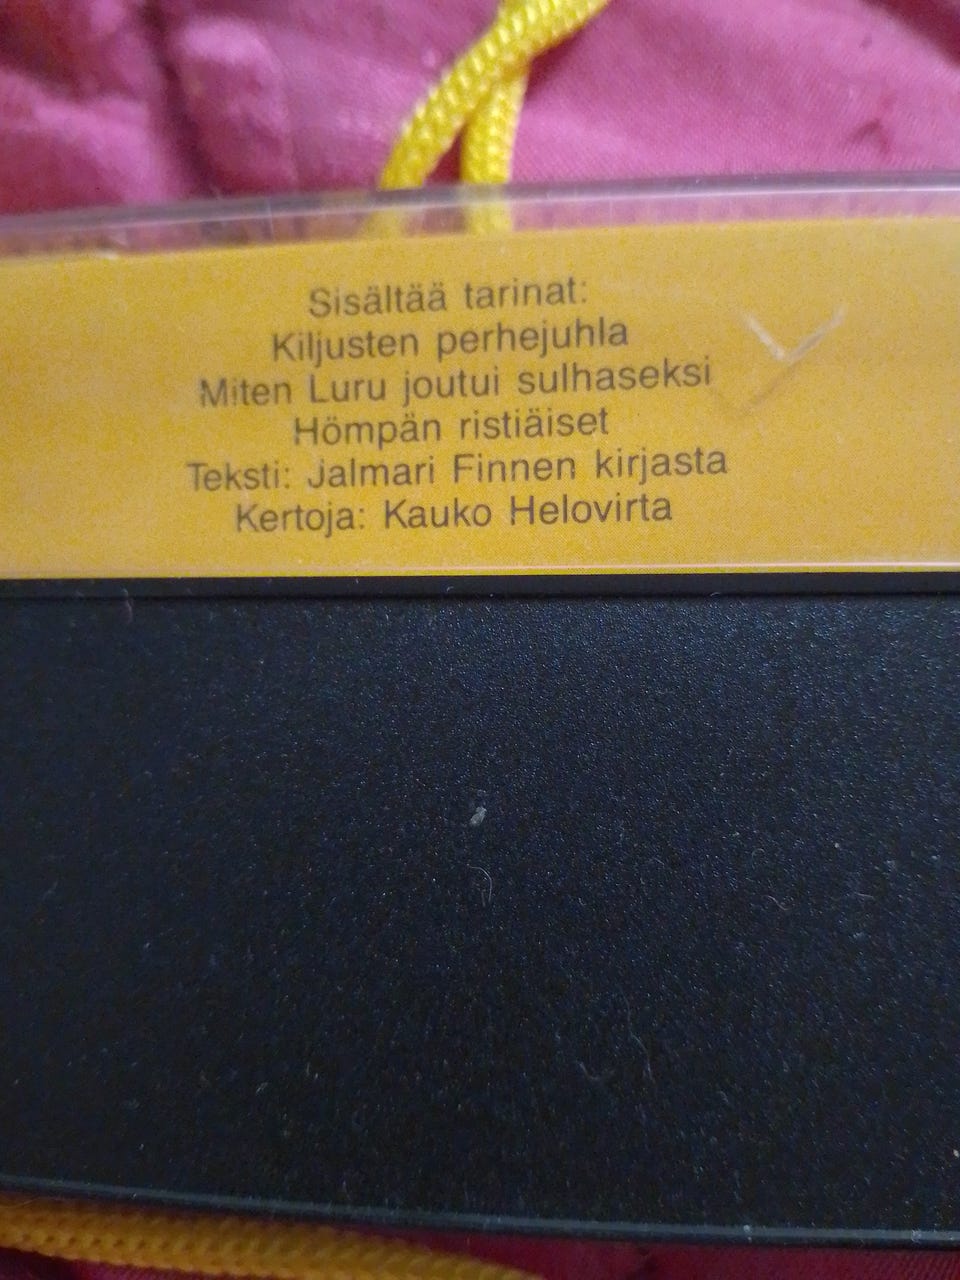 Sisältää tarinat:
Kiljusten perhejuhla
Miten Luru joutui sulhaseksi
Hömpän ristiäiset
Teksti: Jalmari Finnen kirjasta
Kertoja: Kauko Helovirta